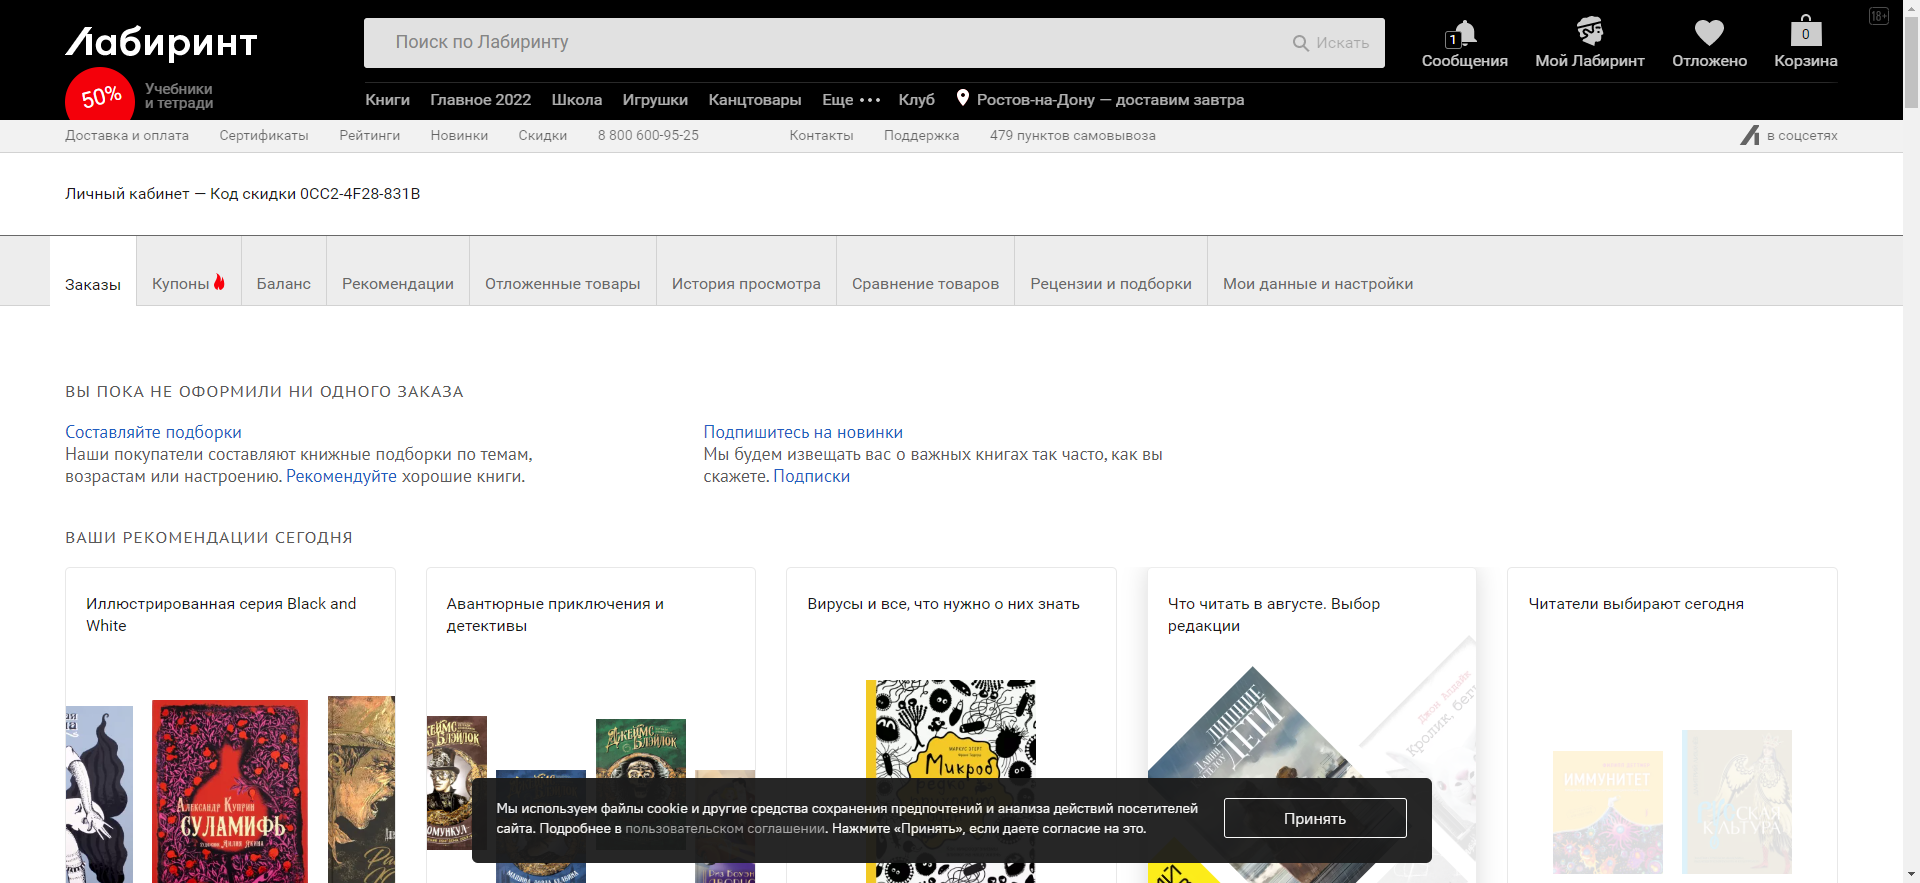 Лабиринт
Поиск по Лабиринту
Искать
1
Сообщения
Мой Лабиринт
Отложено
0
Корзина
18+
50%
Учебники
и тетради
Книги
Главное 2022
Школа
Игрушки
Канцтовары
Еще •••
Клуб
Ростов-на-Дону — доставим завтра
Доставка и оплата
Сертификаты
Рейтинги
Новинки
Скидки
8 800 600-95-25
Контакты
Поддержка
479 пунктов самовывоза
в соцсетях
Личный кабинет — Код скидки 0CC2-4F28-831B
Заказы
Купоны
Баланс
Рекомендации
Отложенные товары
История просмотра
Сравнение товаров
Рецензии и подборки
Мои данные и настройки
ВЫ ПОКА НЕ ОФОРМИЛИ НИ ОДНОГО ЗАКАЗА
Составляйте подборки
Наши покупатели составляют книжные подборки по темам,
возрастам или настроению. Рекомендуйте хорошие книги.
Подпишитесь на новинки
Мы будем извещать вас о важных книгах так часто, как вы
скажете. Подписки
ВАШИ РЕКОМЕНДАЦИИ СЕГОДНЯ
Иллюстрированная серия Black and
White
Авантюрные приключения и
детективы
Вирусы и все, что нужно о них знать
Что читать в августе. Выбор
редакции
Читатели выбирают сегодня
Александр Куприн
СУЛАМИФЬ
Джеймс
Блэйлок
МАРКУС ЭГЕРТ
Микроб
ЛИШНИЕ
ДЕТИ
Джон Апдайк
Кролик, бег
ИММУНИТЕТ
СКАЯ
КУЛЬТУРА
Мы используем файлы cookie и другие средства сохранения предпочтений и анализа действий посетителей
сайта. Подробнее в пользовательском соглашении. Нажмите «Принять», если даете согласие на это.
Принять